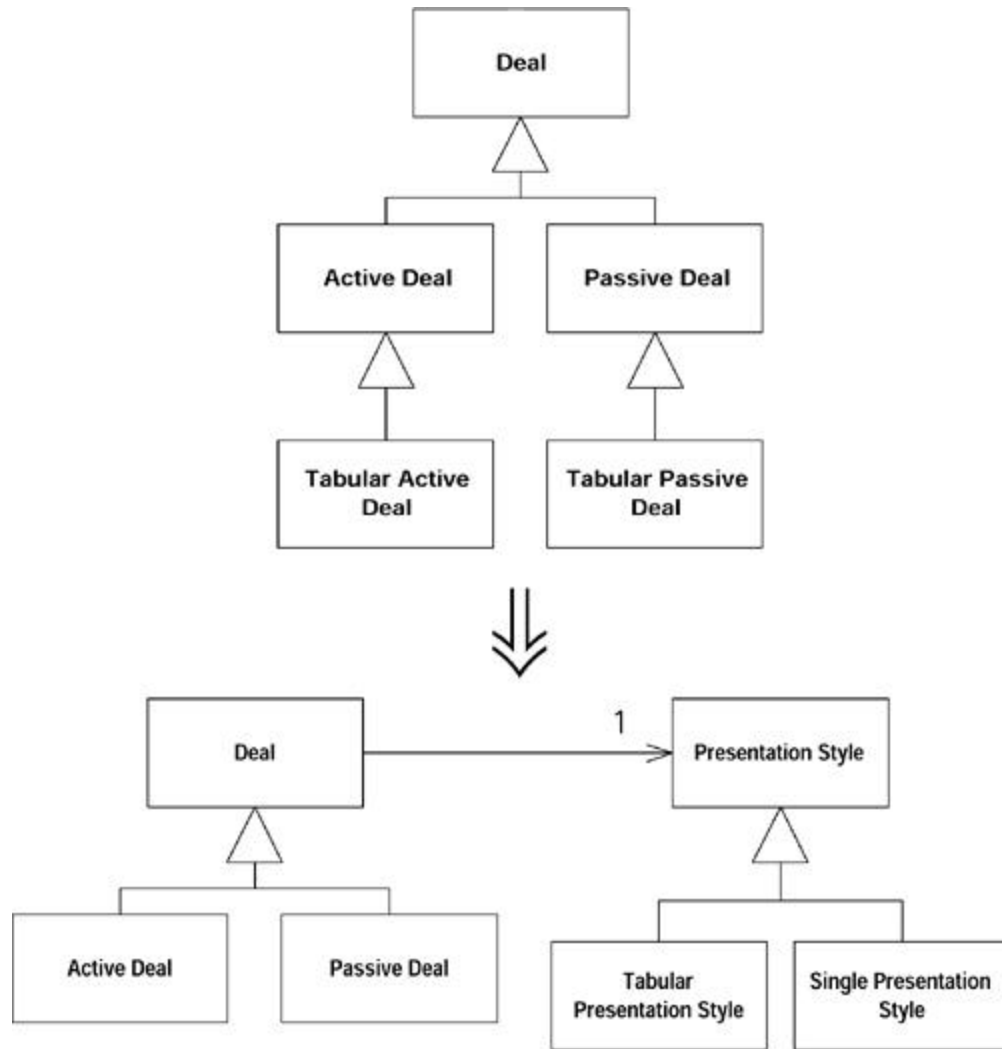 Deal
Active Deal
Passive Deal
Tabular Active
Deal
Tabular Passive
Deal
1
Deal
Presentation Style
Active Deal
Passive Deal
Tabular
Presentation Style
Single Presentation
Style